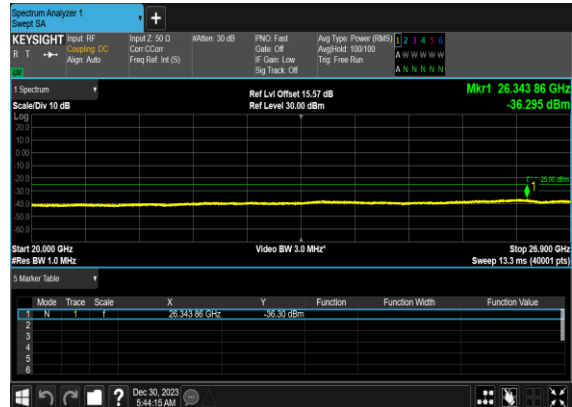 Spectrum Analyzer 1
Swept SA
+
KEYSIGHT Input: RF Input Z: 50 Ω #Atten: 30 dB PNO: Fast Avg Type: Power (RMS) 1 2 3 4 5 6
R T Coupling: DC Corr CCorr Gate: Off Avg|Hold: 100/100 A W W W W W
Align: Auto Freq Ref: Int (S) IF Gain: Low Trig: Free Run
Sig Track: Off A N N N N N
1 Spectrum Ref Lvl Offset 15.57 dB Mkr1 26.343 86 GHz
Scale/Div 10 dB Ref Level 30.00 dBm -36.295 dBm
Log
20.0
10.0
0.00
-10.0
-20.0
-25.00 dBm
1
-30.0
-40.0
-50.0
-60.0
Start 20.000 GHz Video BW 3.0 MHz* Stop 26.900 GHz
#Res BW 1.0 MHz Sweep 13.3 ms (40001 pts)
5 Marker Table
Mode Trace Scale X Y Function Function Width Function Value
1 N 1 f 26.343 86 GHz -36.30 dBm
2
3
4
5
6
? Dec 30, 2023
5:44:15 AM